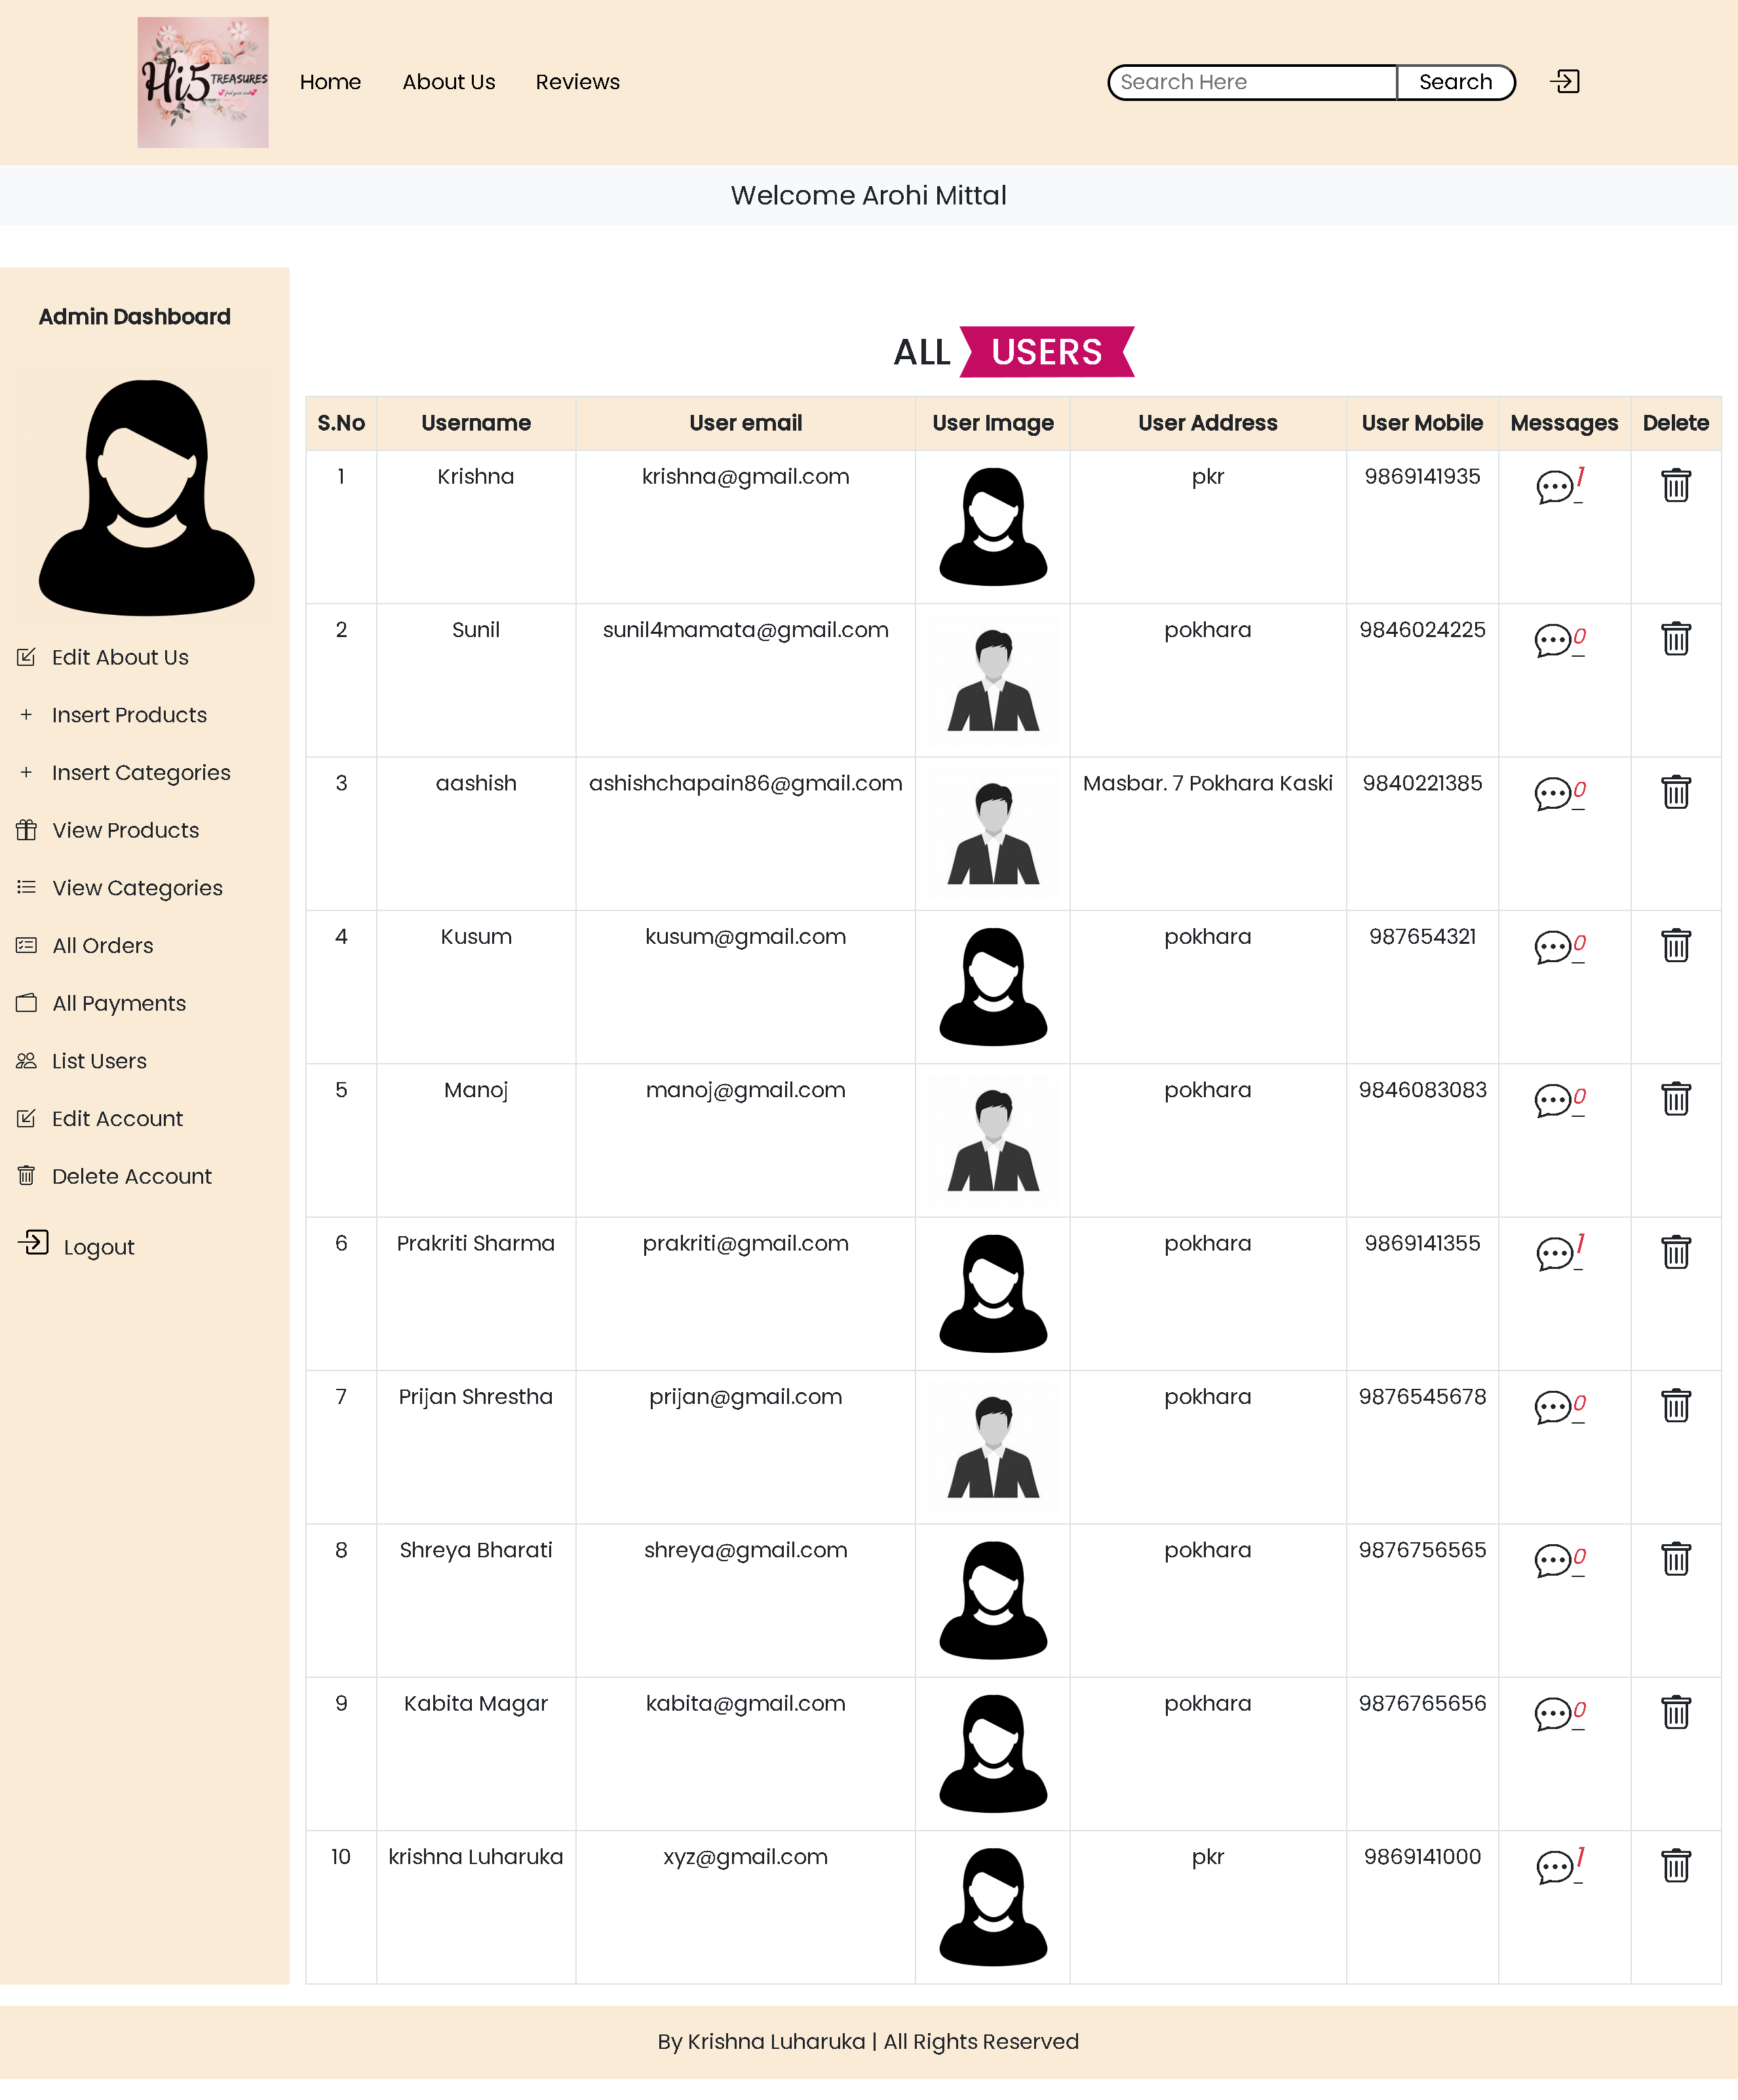 Hi5 TREASURES
Home About Us Reviews
Search Here Search
Welcome Arohi Mittal
Admin Dashboard
Edit About Us
Insert Products
Insert Categories
View Products
View Categories
All Orders
All Payments
List Users
Edit Account
Delete Account
Logout
ALL USERS
S.No Username User email User Image User Address User Mobile Messages Delete
1 Krishna krishna@gmail.com pkr 9869141935 1
2 Sunil sunil4mamata@gmail.com pokhara 9846024225 0
3 aashish ashishchapain86@gmail.com Masbar. 7 Pokhara Kaski 9840221385 0
4 Kusum kusum@gmail.com pokhara 987654321 0
5 Manoj manoj@gmail.com pokhara 9846083083 0
6 Prakriti Sharma prakriti@gmail.com pokhara 9869141355 1
7 Prijan Shrestha prijan@gmail.com pokhara 9876545678 0
8 Shreya Bharati shreya@gmail.com pokhara 9876756565 0
9 Kabita Magar kabita@gmail.com pokhara 9876765656 0
10 krishna Luharuka xyz@gmail.com pkr 9869141000 1
By Krishna Luharuka | All Rights Reserved